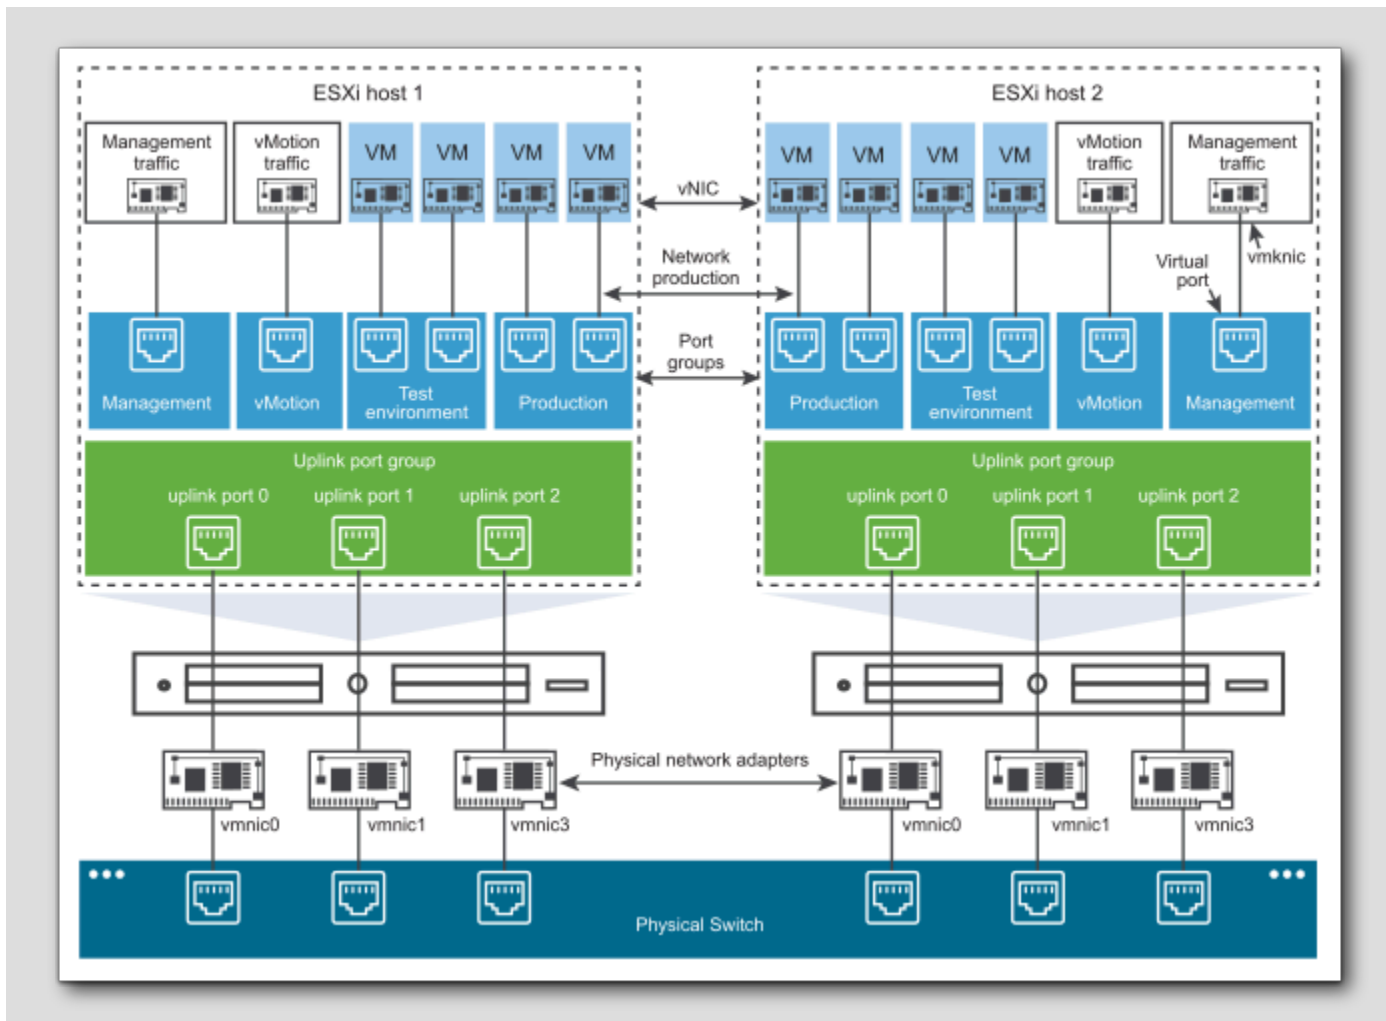 ESXi host 1
ESXi host 2
Management
traffic
vMotion
traffic
VM
VM
VM
VM
vNIC
VM
VM
VM
VM
vMotion
traffic
Management
traffic
Network
production
Virtual
port
vmknic
Port
groups
Management
vMotion
Test
environment
Production
Production
Test
environment
vMotion
Management
Uplink port group
uplink port 0
uplink port 1
uplink port 2
Uplink port group
uplink port 0
uplink port 1
uplink port 2
Physical network adapters
vmnic0
vmnic1
vmnic3
vmnic0
vmnic1
vmnic3
Physical Switch